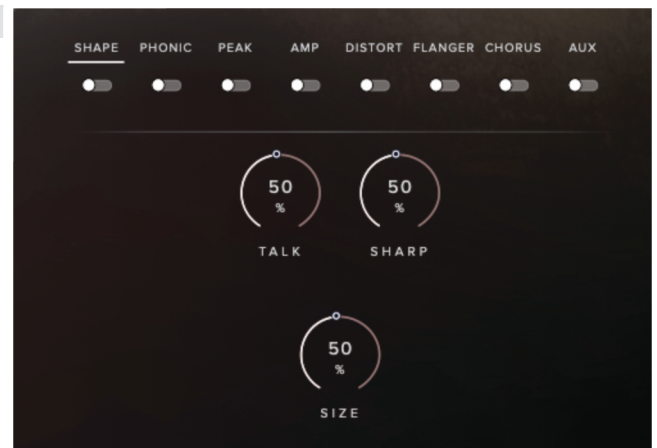 SHAPE PHONIC PEAK AMP DISTORT FLANGER CHORUS AUX
50 50
% %
TALK SHARP
50
%
SIZE